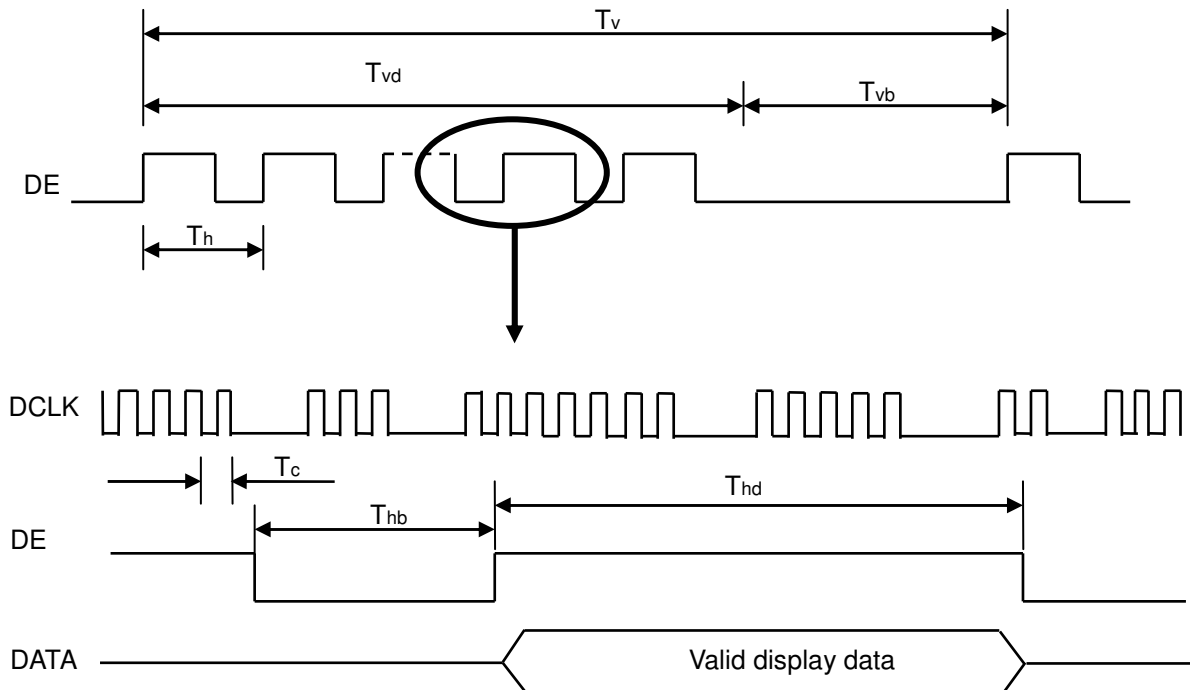 Tv
Tvd
Tvb
DE
Th
DCLK
Tc
Thd
Thb
DE
DATA
Valid display data